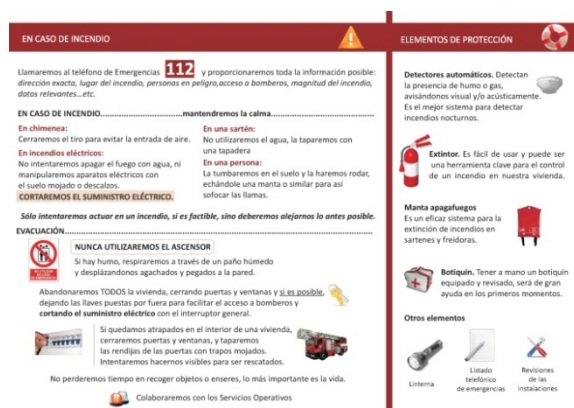 EN CASO DE INCENDIO
Llamaremos al teléfono de Emergencias 112 y proporcionaremos toda la información posible:
dirección exacta, lugar del incendio, personas en peligro,acceso a bomberos, magnitud del incendio,
datos relevantes...etc.
EN CASO DE INCENDIO.................................mantendremos la calma.........................................
En chimenea:
Cerraremos el tiro para evitar la entrada de aire.
En incendios eléctricos:
No intentaremos apagar el fuego con agua, ni
manipularemos aparatos eléctricos con
el suelo mojado o descalzos.
CORTAREMOS EL SUMINISTRO ELÉCTRICO.
En una sartén:
No utilizaremos el agua, la taparemos con
una tapadera
En una persona:
La tumbaremos en el suelo y la haremos rodar,
echándole una manta o similar para así
sofocar las llamas.
Sólo intentaremos actuar en un incendio, si es factible, sino deberemos alejarnos lo antes posible.
EVACUACIÓN..........................................................................................................................
NUNCA UTILIZAREMOS EL ASCENSOR
Si hay humo, respiraremos a través de un paño húmedo
y desplázandonos agachados y pegados a la pared.
Abandonaremos TODOS la vivienda, cerrando puertas y ventanas y si es posible,
dejando las llaves puestas por fuera para facilitar el acceso a bomberos y
cortando el suministro eléctrico con el interruptor general.
Si quedamos atrapados en el interior de una vivienda,
cerraremos puertas y ventanas, y taparemos
las rendijas de las puertas con trapos mojados.
Intentaremos hacernos visibles para ser rescatados.
No perderemos tiempo en recoger objetos o enseres, lo más importante es la vida.
Colaboraremos con los Servicios Operativos
ELEMENTOS DE PROTECCIÓN
Detectores automáticos. Detectan
la presencia de humo o gas,
avisándonos visual y/o acústicamente.
Es el mejor sistema para detectar
incendios nocturnos.
Extintor. Es fácil de usar y puede ser
una herramienta clave para el control
de un incendio en nuestra vivienda.
Manta apagafuegos
Es un eficaz sistema para la
extinción de incendios en
sartenes y freidoras.
Botiquín. Tener a mano un botiquín
equipado y revisado, será de gran
ayuda en los primeros momentos.
Otros elementos
Linterna
Listado
telefónico
de emergencias
Revisiones
de las
instalaciones